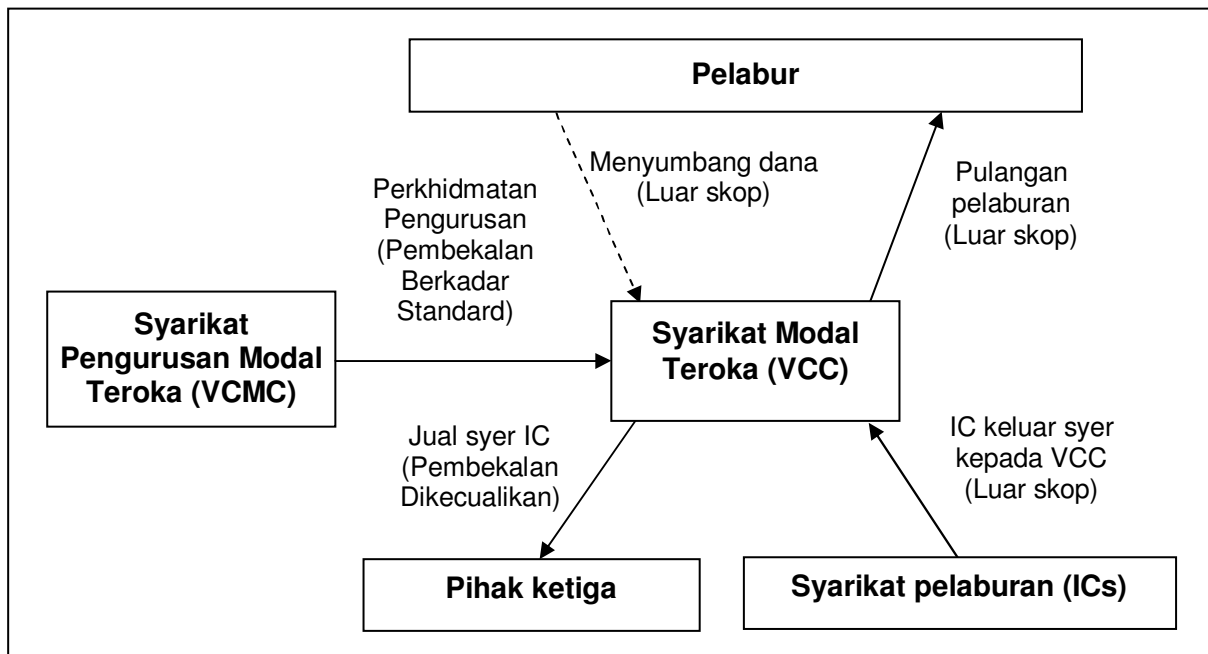 Pelabur
Menyumbang dana
(Luar skop)
Pulangan
pelaburan
(Luar skop)
Perkhidmatan
Pengurusan
(Pembekalan
Berkadar
Standard)
Syarikat
Pengurusan Modal
Teroka (VCMC)
Syarikat Modal
Teroka (VCC)
Jual syer IC
(Pembekalan
Dikecualikan)
IC keluar syer
kepada VCC
(Luar skop)
Pihak ketiga
Syarikat pelaburan (ICs)